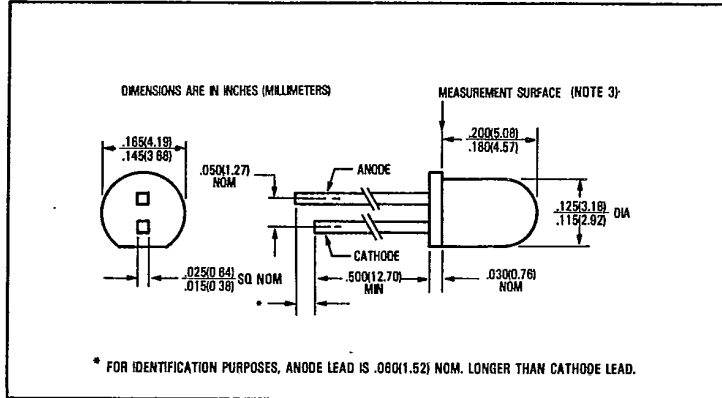 DIMENSIONS ARE IN INCHES (MILLIMETERS)
MEASUREMENT SURFACE (NOTE 3)
.165(4.19)
.145(3 68)
.050(1.27)
NOM
ANODE
.200(5.08)
.180(4.57)
.125(3.18)
.115(2.92)
DIA
.025(0 64)
.015(0 38)
SQ NOM
CATHODE
.500(12.70)
MIN
.030(0.76)
NOM
*
* FOR IDENTIFICATION PURPOSES, ANODE LEAD IS .060(1.52) NOM. LONGER THAN CATHODE LEAD.